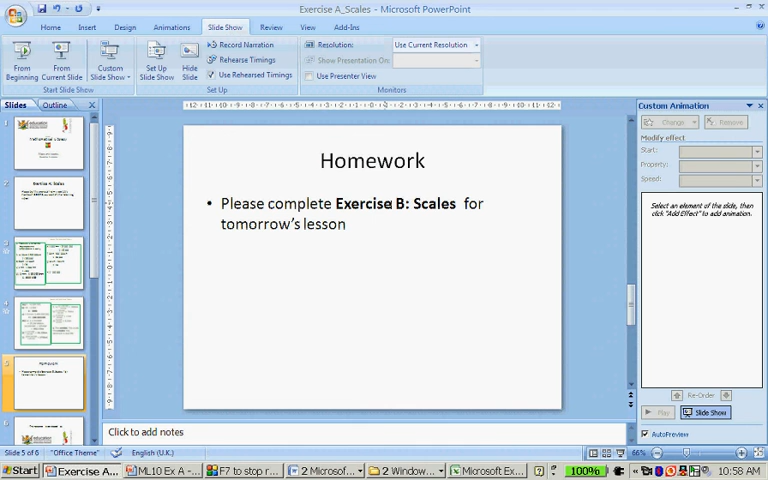 Exercise A_Scales - Microsoft PowerPoint
Home Insert Design Animations Slide Show Review View Add-Ins
From Beginning
From Current Slide
Custom Slide Show
Start Slide Show
Set Up Slide Show
Hide Slide
Record Narration
Rehearse Timings
Use Rehearsed Timings
Set Up
Resolution: Use Current Resolution
Show Presentation On:
Use Presenter View
Monitors
Slides Outline
1
2
3
4
5
6
Homework
• Please complete Exercise B: Scales for
tomorrow's lesson
Click to add notes
Custom Animation
Change Remove
Modify effect
Start:
Property:
Speed:
Select an element of the slide, then
click "Add Effect" to add animation.
Re-Order
Play Slide Show
AutoPreview
Slide 5 of 6 "Office Theme" English (U.K.) 66%
Start Exercise A... ML10 Ex A -... F7 to stop r... 2 Microsof... 2 Window... Microsoft Ex... 100% 10:58 AM